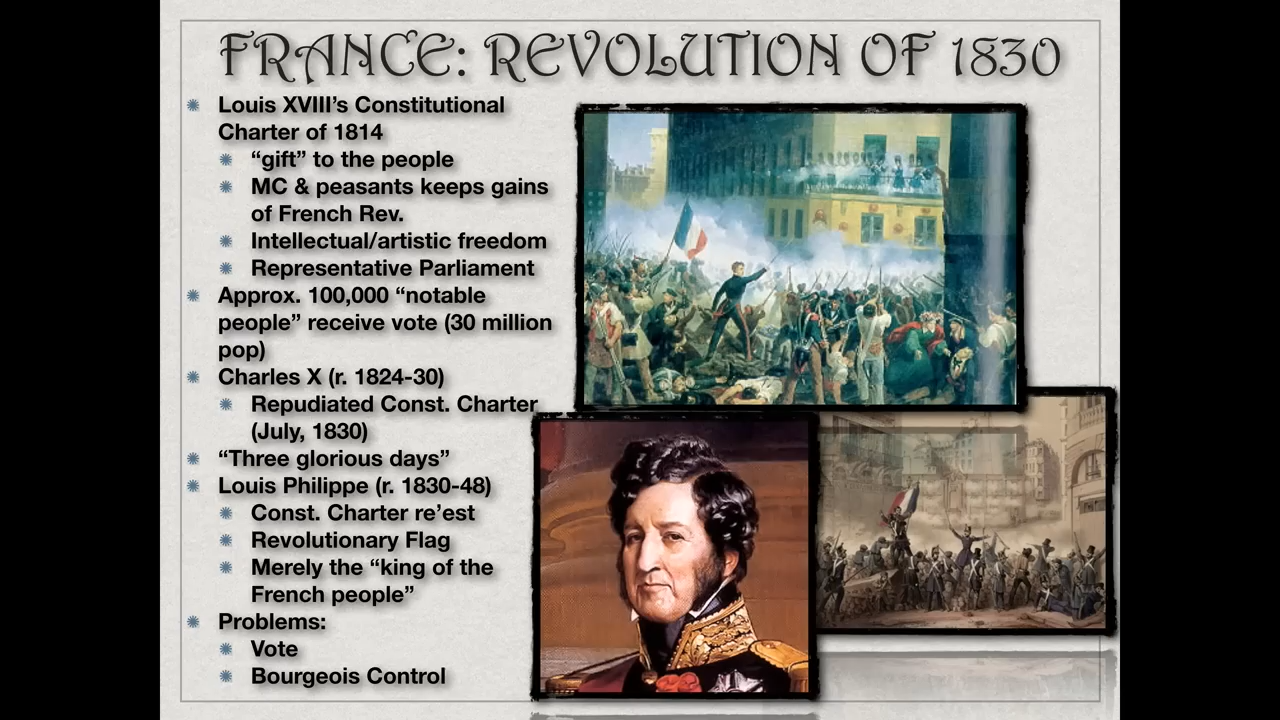 FRANCE: REVOLUTION OF 1830
Louis XVIII’s Constitutional
Charter of 1814
“gift” to the people
MC & peasants keeps gains
of French Rev.
Intellectual/artistic freedom
Representative Parliament
Approx. 100,000 “notable
people” receive vote (30 million
pop)
Charles X (r. 1824-30)
Repudiated Const. Charter
(July, 1830)
“Three glorious days”
Louis Philippe (r. 1830-48)
Const. Charter re’est
Revolutionary Flag
Merely the “king of the
French people”
Problems:
Vote
Bourgeois Control